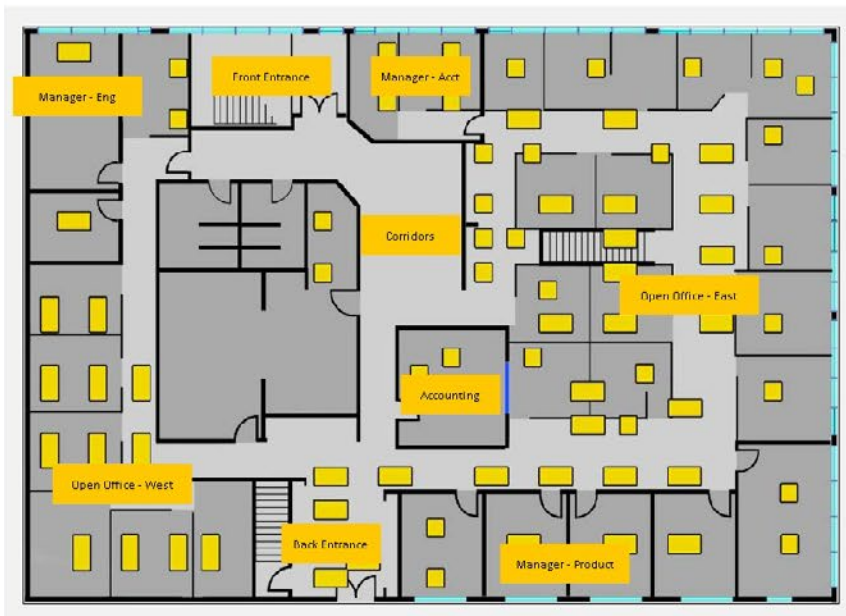 Front Entrance
Manager - Acct
Manager - Eng
Corridors
Open Office - East
Accounting
Open Office - West
Back Entrance
Manager - Product